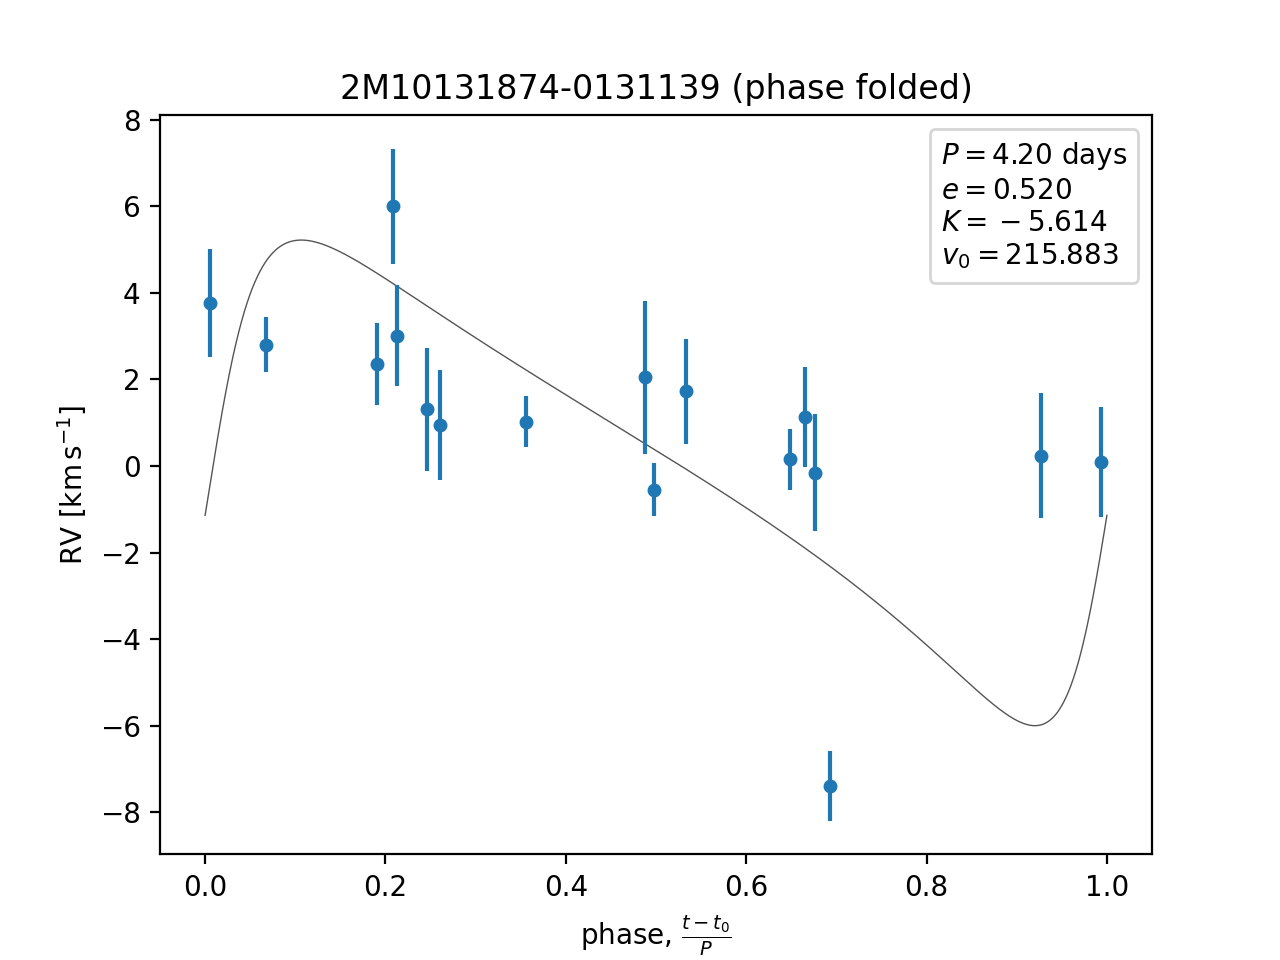 2M10131874-0131139 (phase folded)
P = 4.20 days
e = 0.520
K = −5.614
v₀ = 215.883
RV [km s⁻¹]
8
6
4
2
0
−2
−4
−6
−8
0.0 0.2 0.4 0.6 0.8 1.0
phase, (t − t₀)/P